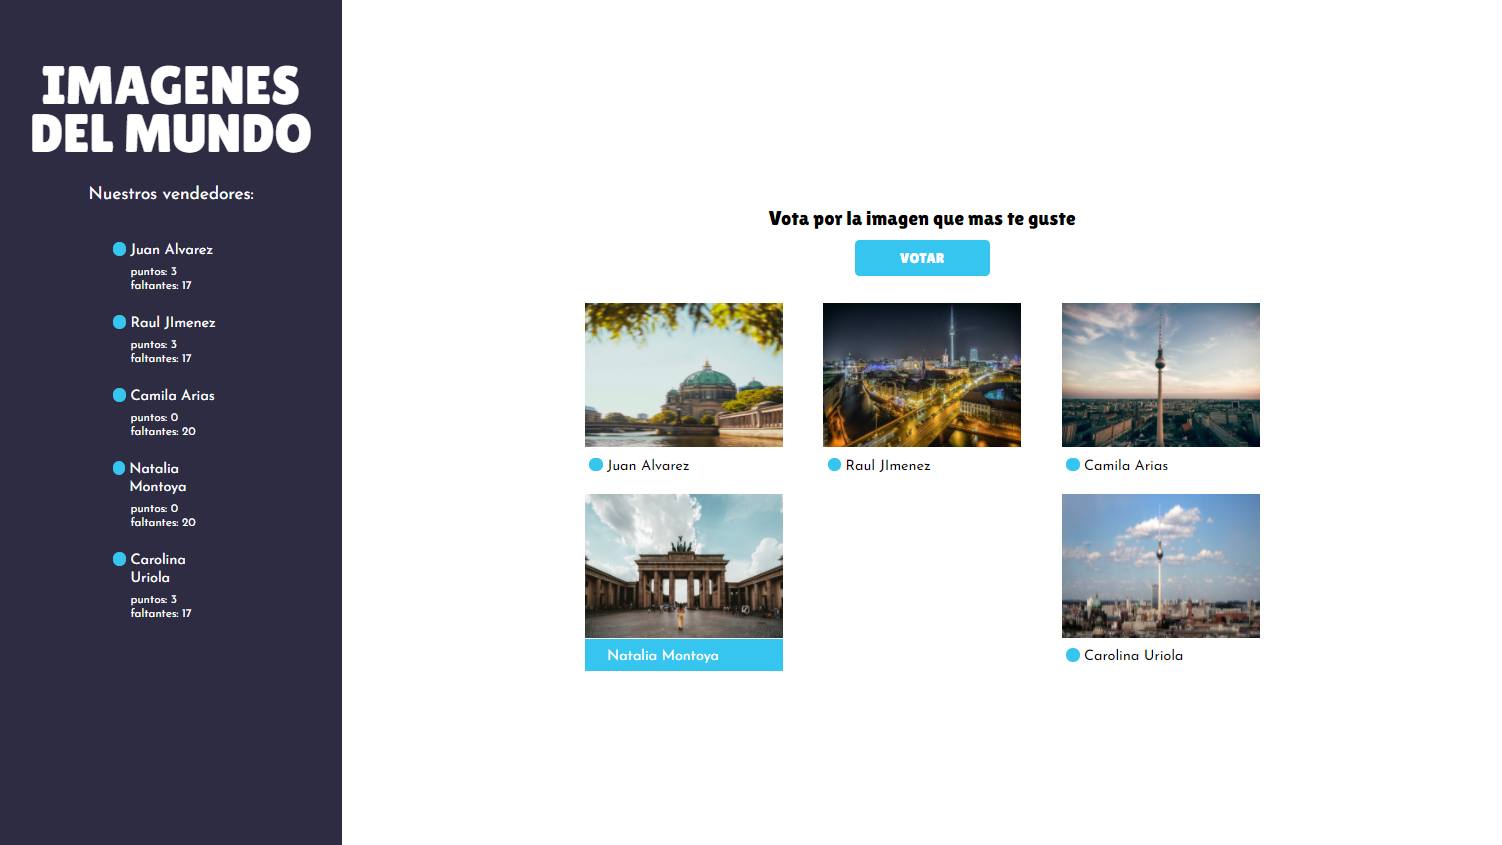 IMAGENES
DEL MUNDO
Nuestros vendedores:
Juan Alvarez
puntos: 3
faltantes: 17
Raul JImenez
puntos: 3
faltantes: 17
Camila Arias
puntos: 0
faltantes: 20
Natalia
Montoya
puntos: 0
faltantes: 20
Carolina
Uriola
puntos: 3
faltantes: 17
Vota por la imagen que mas te guste
VOTAR
Juan Alvarez
Raul JImenez
Camila Arias
Natalia Montoya
Carolina Uriola